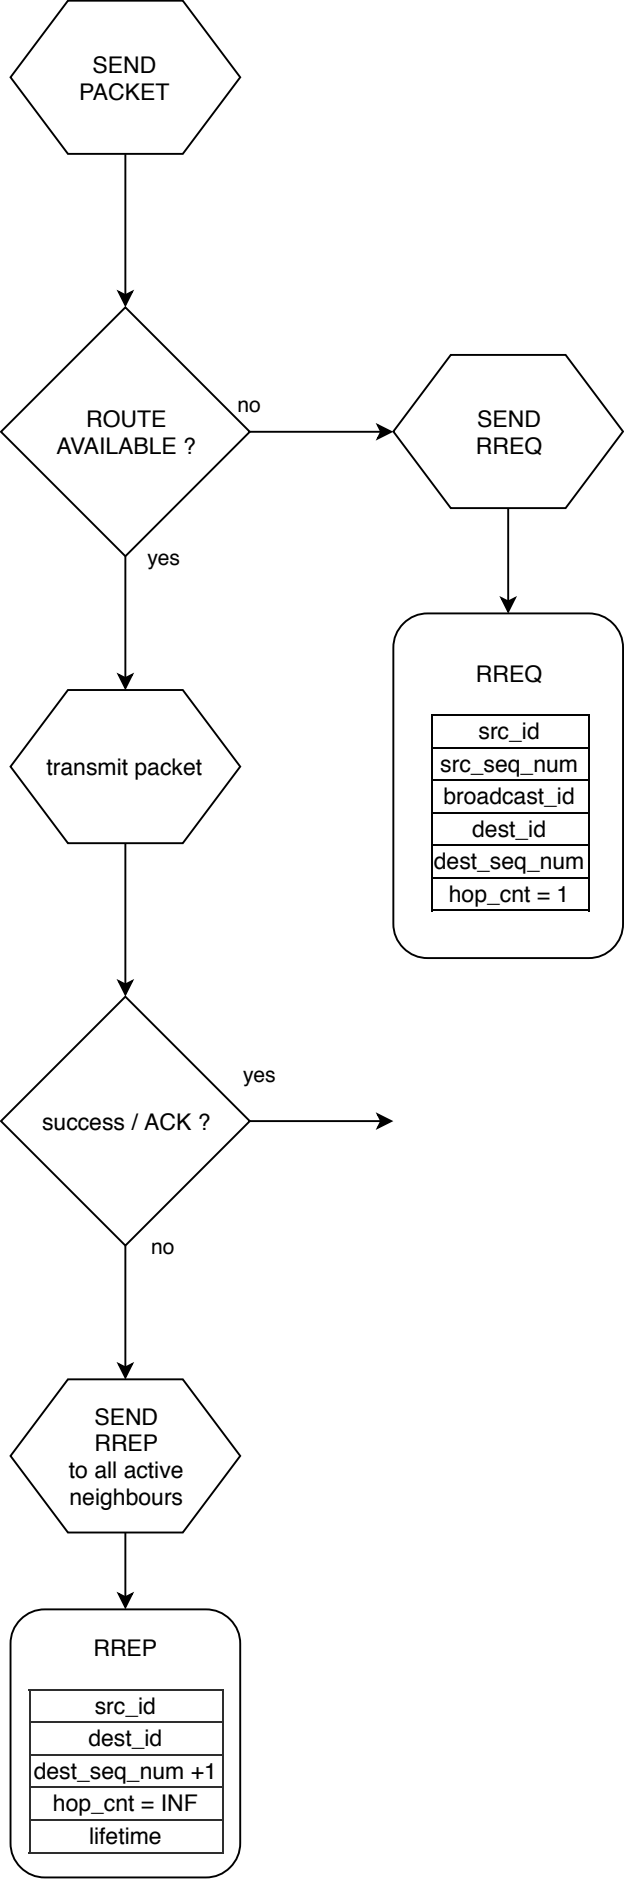 SEND
PACKET
ROUTE
AVAILABLE ?
no
SEND
RREQ
yes
RREQ
src_id
src_seq_num
broadcast_id
dest_id
dest_seq_num
hop_cnt = 1
transmit packet
success / ACK ?
yes
no
SEND
RREP
to all active
neighbours
RREP
src_id
dest_id
dest_seq_num +1
hop_cnt = INF
lifetime